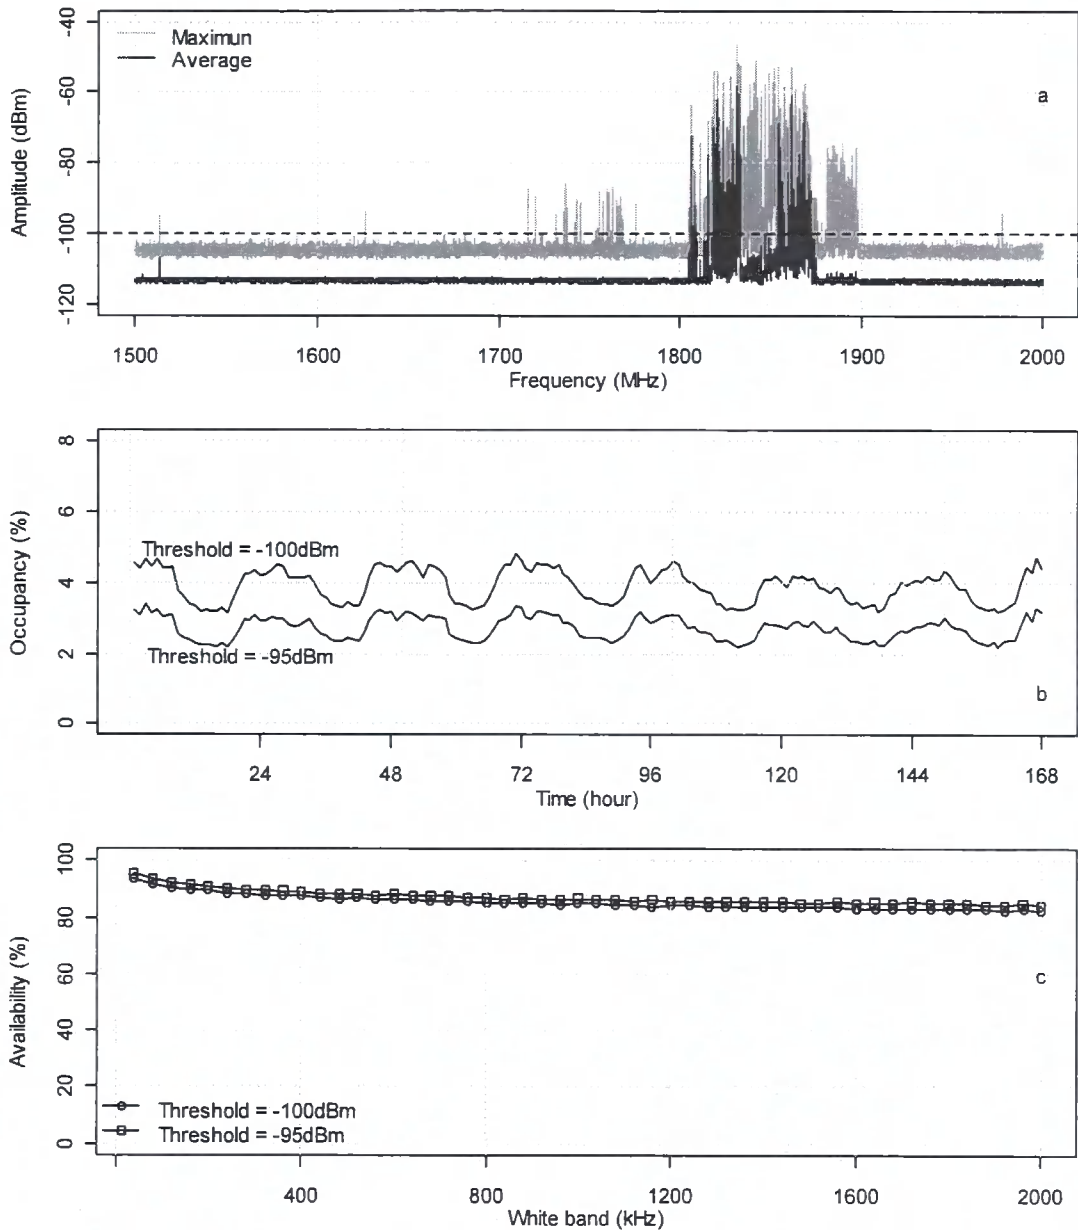 -40
-60
-80
-100
-120
Amplitude (dBm)
Maximun
Average
a
1500
1600
1700
1800
1900
2000
Frequency (MHz)
8
6
4
2
0
Occupancy (%)
Threshold = -100dBm
Threshold = -95dBm
b
24
48
72
96
120
144
168
Time (hour)
100
80
60
40
20
0
Availability (%)
c
Threshold = -100dBm
Threshold = -95dBm
400
800
1200
1600
2000
White band (kHz)